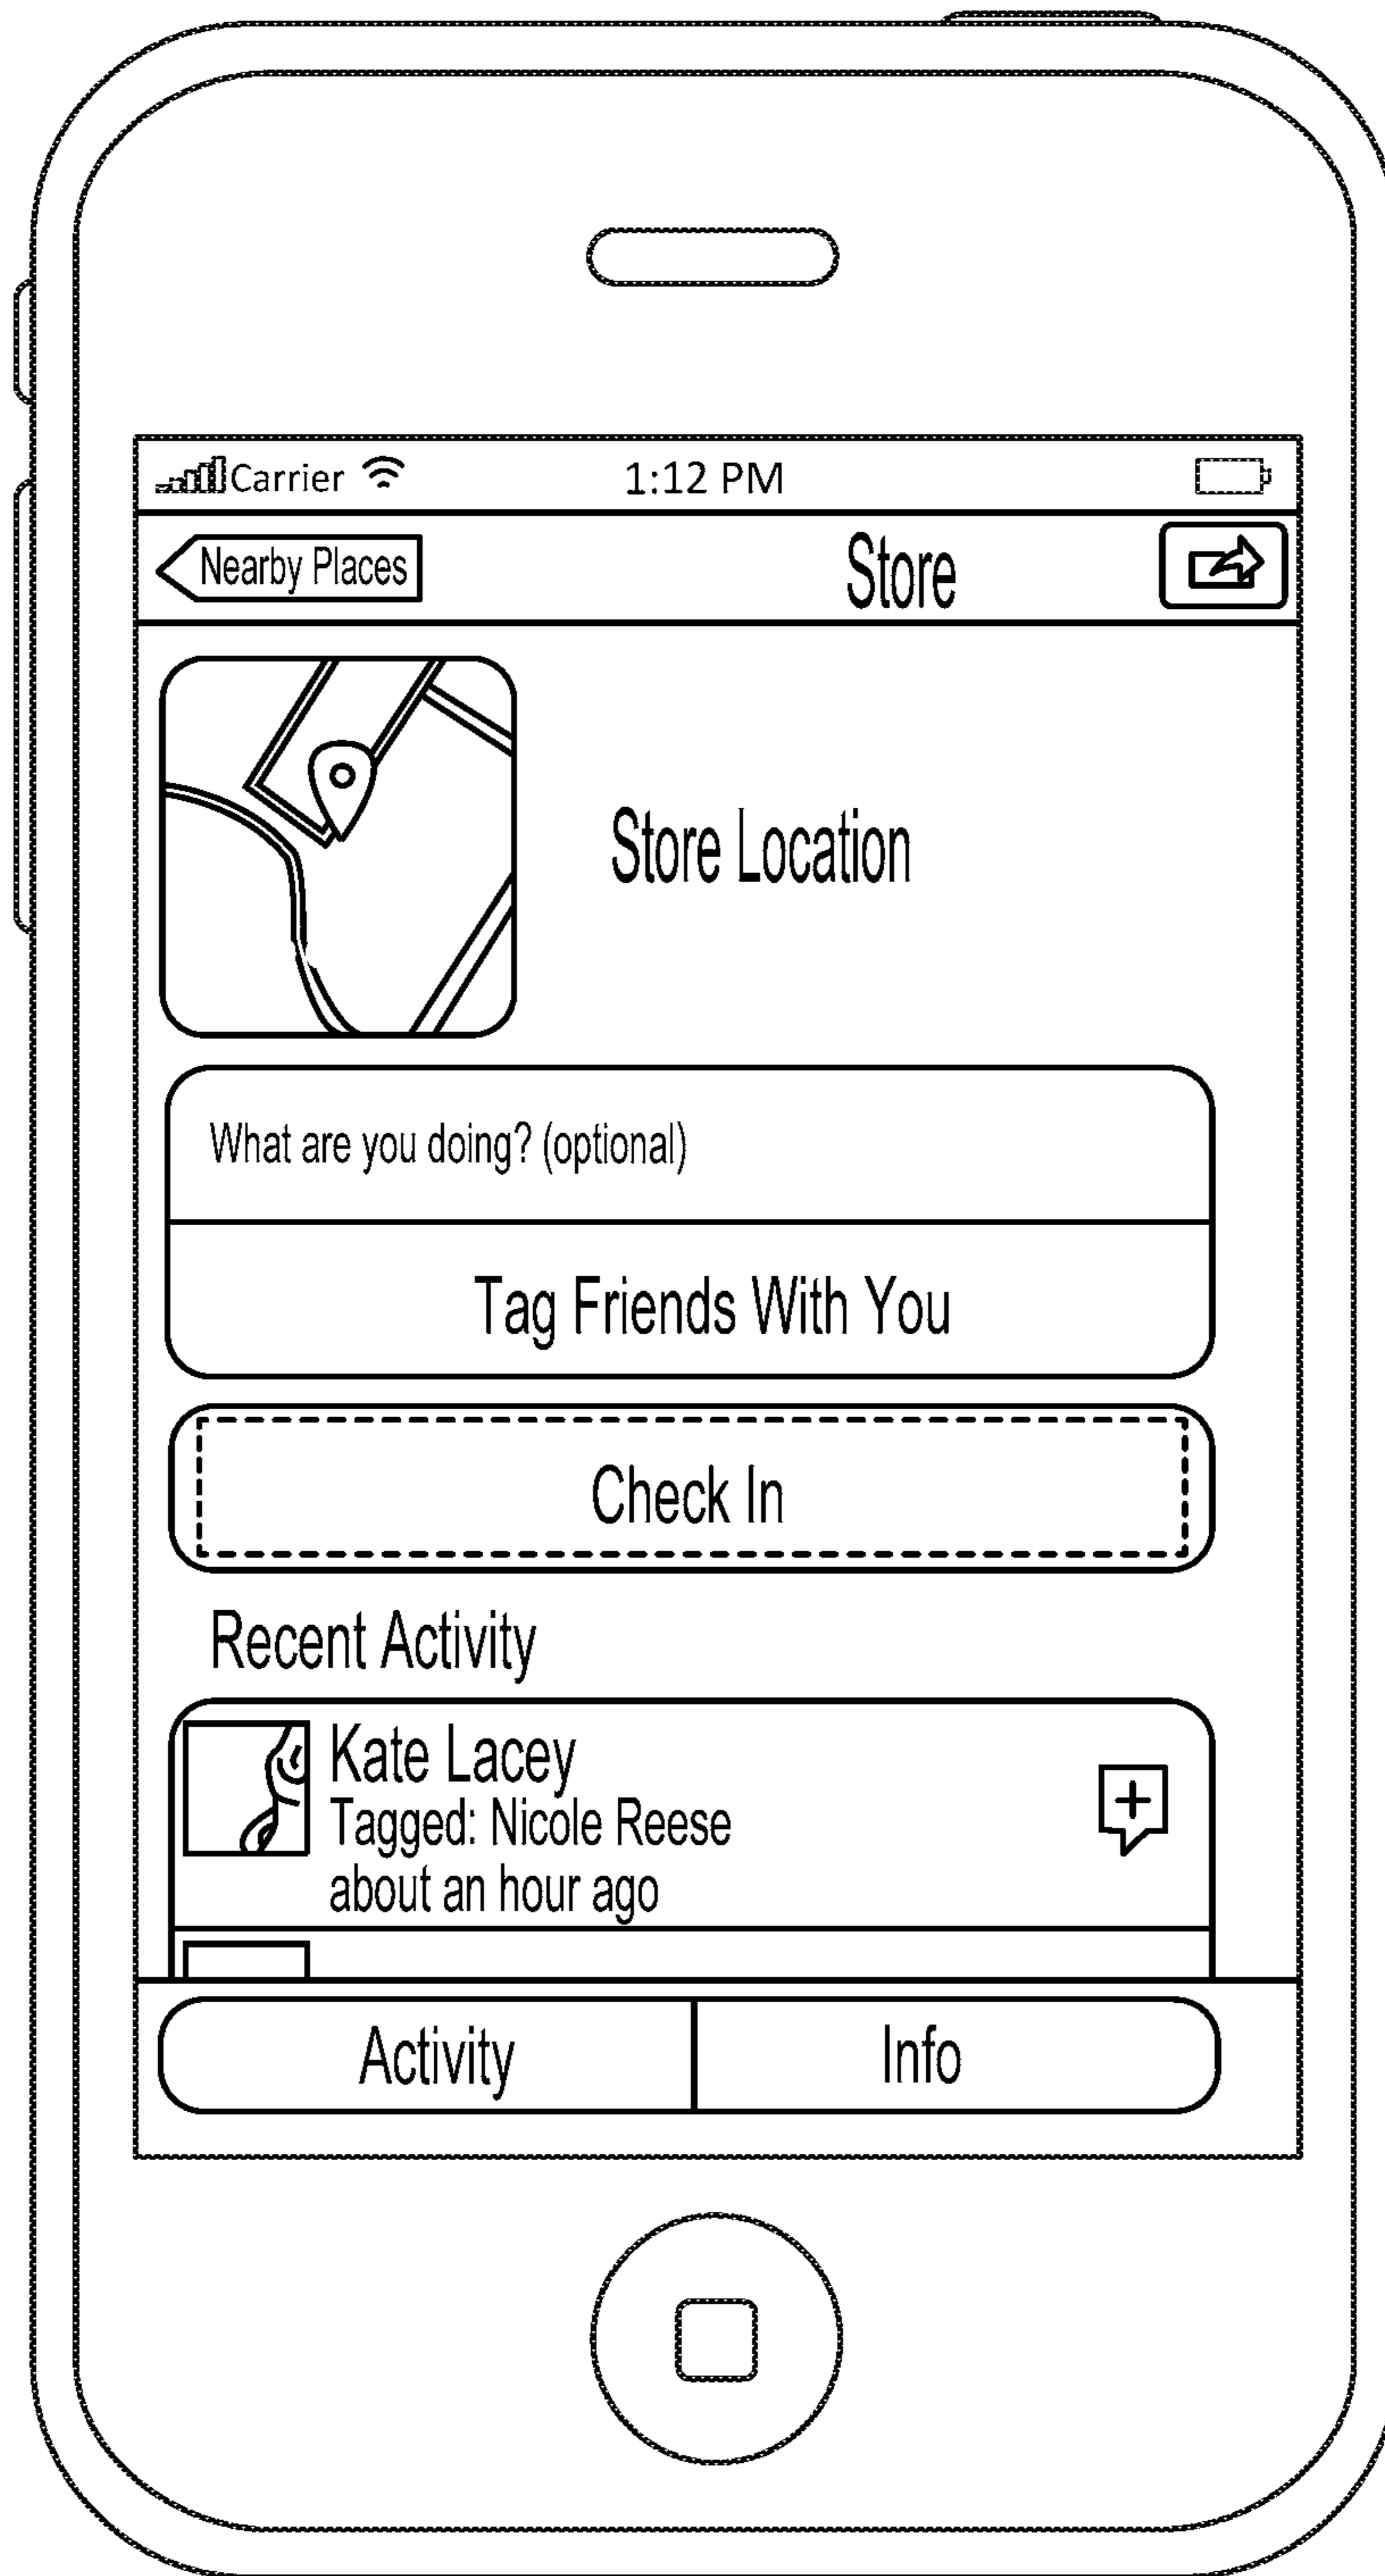 Carrier 1:12 PM
Nearby Places Store
Store Location
What are you doing? (optional)
Tag Friends With You
Check In
Recent Activity
Kate Lacey
Tagged: Nicole Reese
about an hour ago
Activity Info